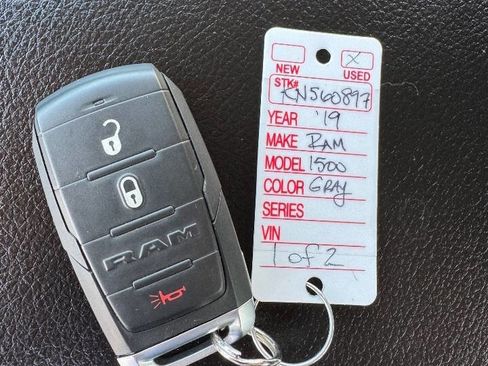 X
NEW USED
STK# KN560897
YEAR '19
MAKE RAM
MODEL 1500
COLOR GRAY
SERIES
VIN
1 of 2
RAM